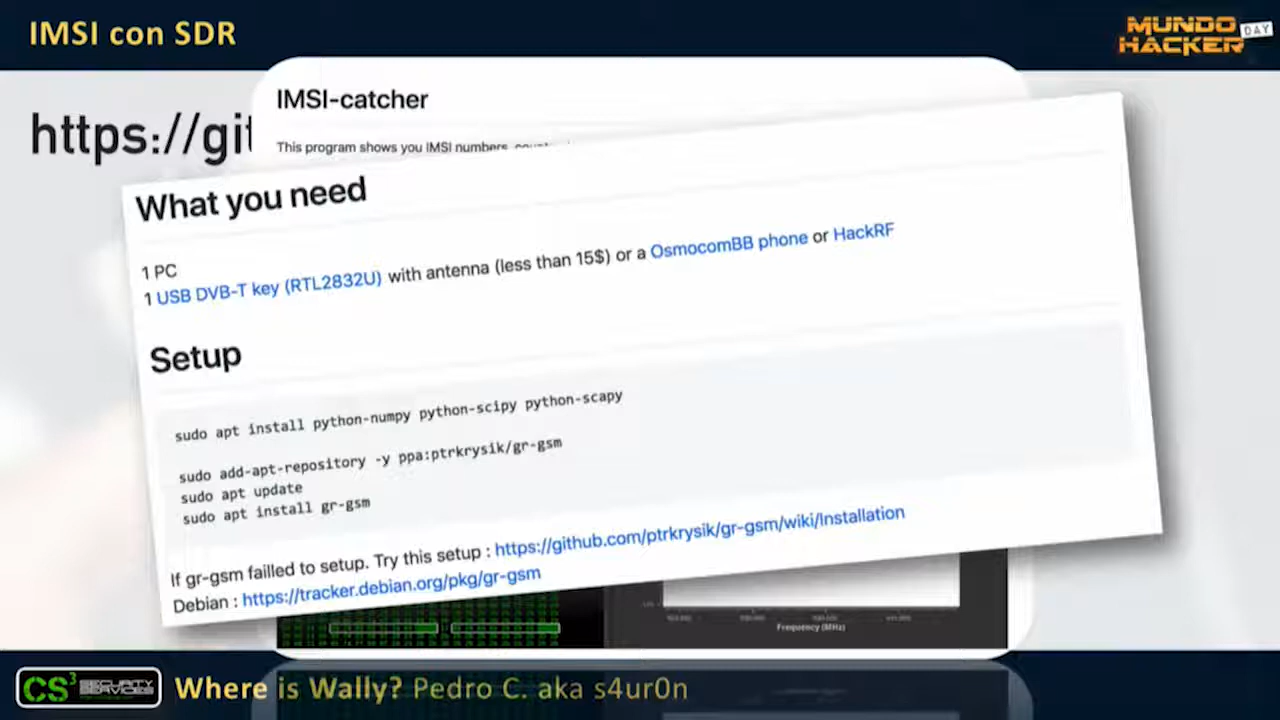 IMSI con SDR
MUNDO
HACKER
DAY
IMSI-catcher
https://git
This program shows you IMSI numbers,
What you need
1 PC
1 USB DVB-T key (RTL2832U) with antenna (less than 15$) or a OsmocomBB phone or HackRF
Setup
sudo apt install python-numpy python-scipy python-scapy
sudo add-apt-repository -y ppa:ptrkrysik/gr-gsm
sudo apt update
sudo apt install gr-gsm
If gr-gsm failled to setup. Try this setup : https://github.com/ptrkrysik/gr-gsm/wiki/Installation
Debian : https://tracker.debian.org/pkg/gr-gsm
Frequency (MHz)
CS3 SECURITY
SERVICES
Where is Wally? Pedro C. aka s4ur0n